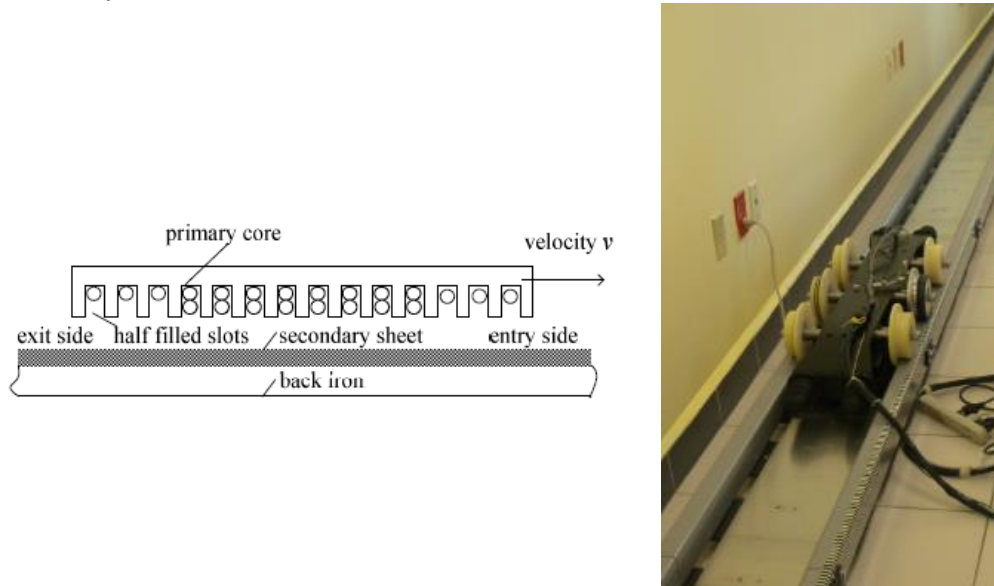 primary core
velocity v
exit side half filled slots secondary sheet entry side
back iron